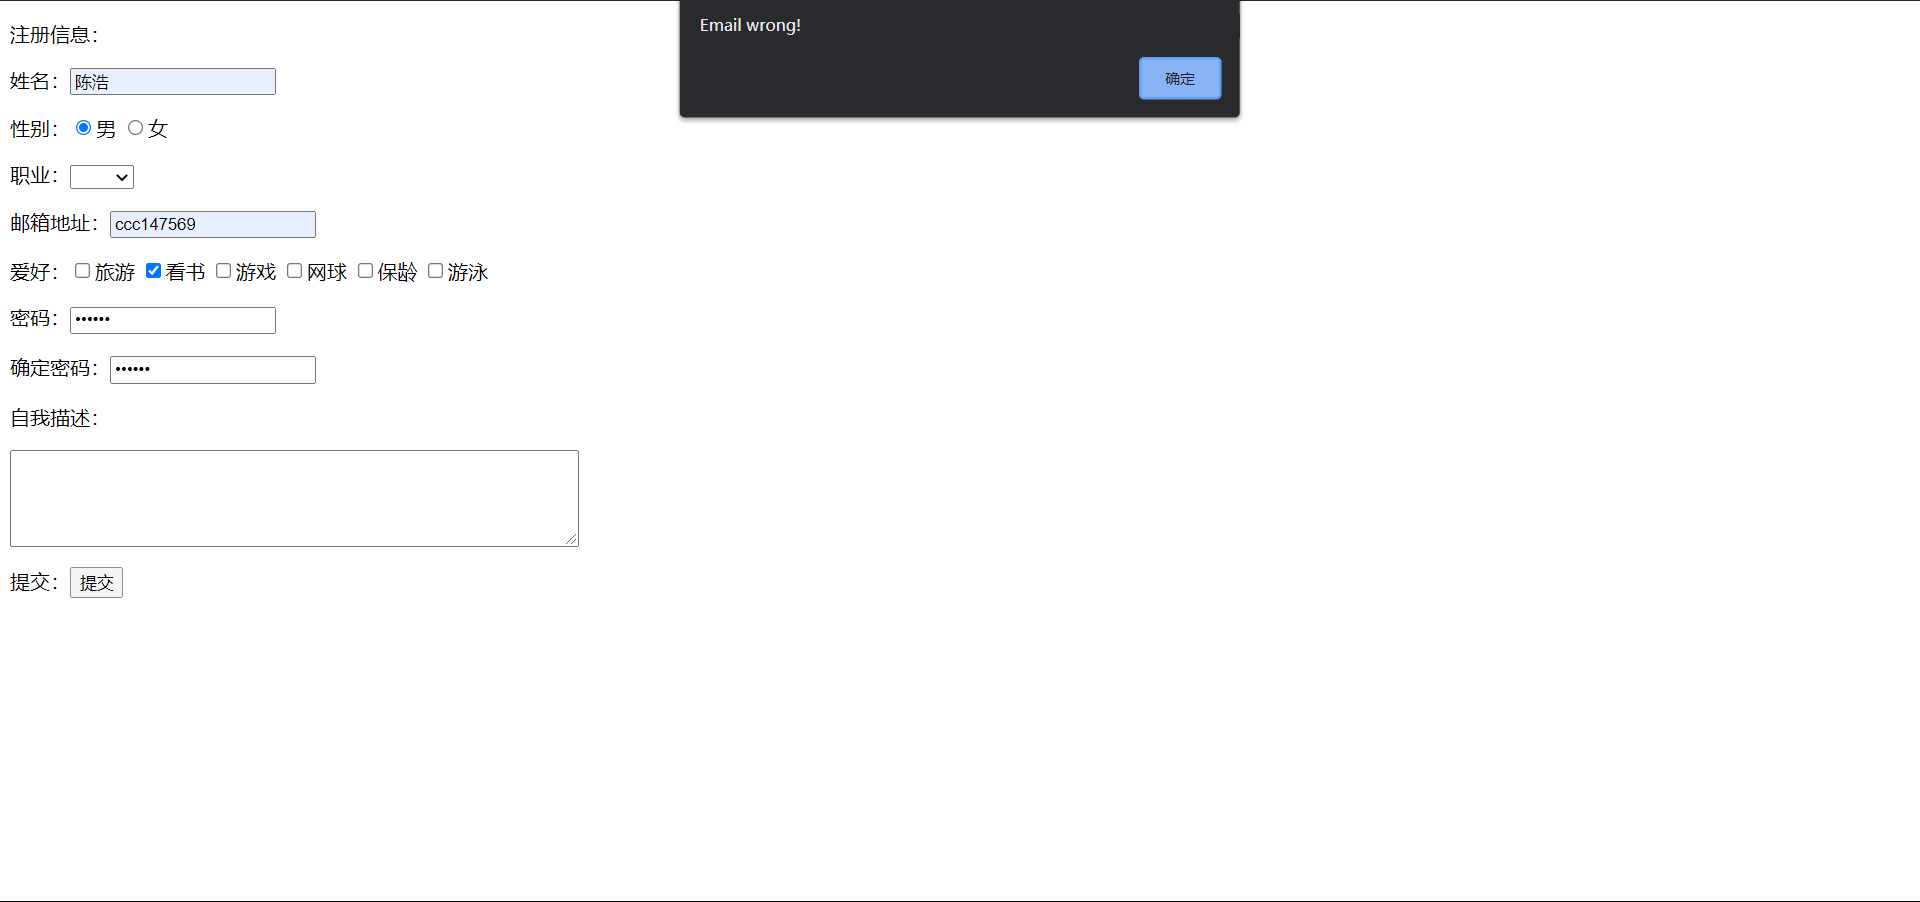 Email wrong!
确定
注册信息：
姓名：陈浩
性别：男 女
职业：
邮箱地址：ccc147569
爱好：旅游 看书 游戏 网球 保龄 游泳
密码：••••••
确定密码：••••••
自我描述：
提交：提交